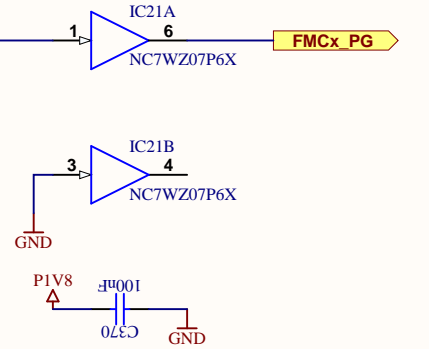 IC21A
1
6
FMCx_PG
NC7WZ07P6X
IC21B
3
4
NC7WZ07P6X
GND
P1V8
100nF
C370
GND